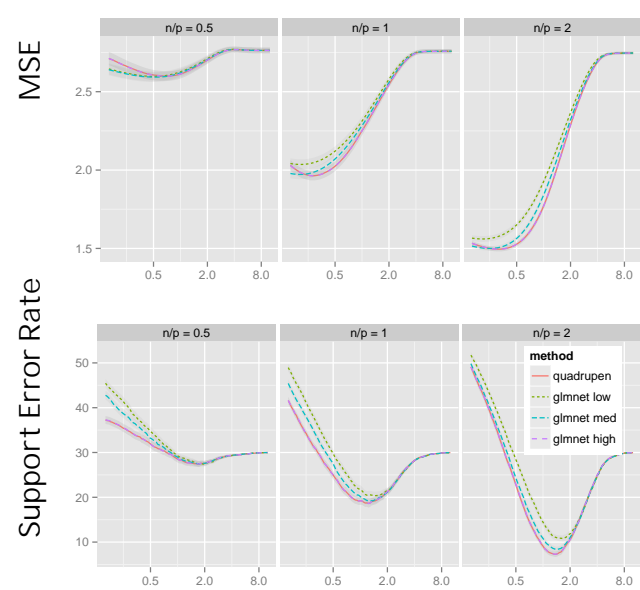 MSE
n/p = 0.5
n/p = 1
n/p = 2
2.5
2.0
1.5
0.5 2.0 8.0
0.5 2.0 8.0
0.5 2.0 8.0
Support Error Rate
n/p = 0.5
n/p = 1
n/p = 2
50
40
30
20
10
method
quadrupen
glmnet low
glmnet med
glmnet high
0.5 2.0 8.0
0.5 2.0 8.0
0.5 2.0 8.0